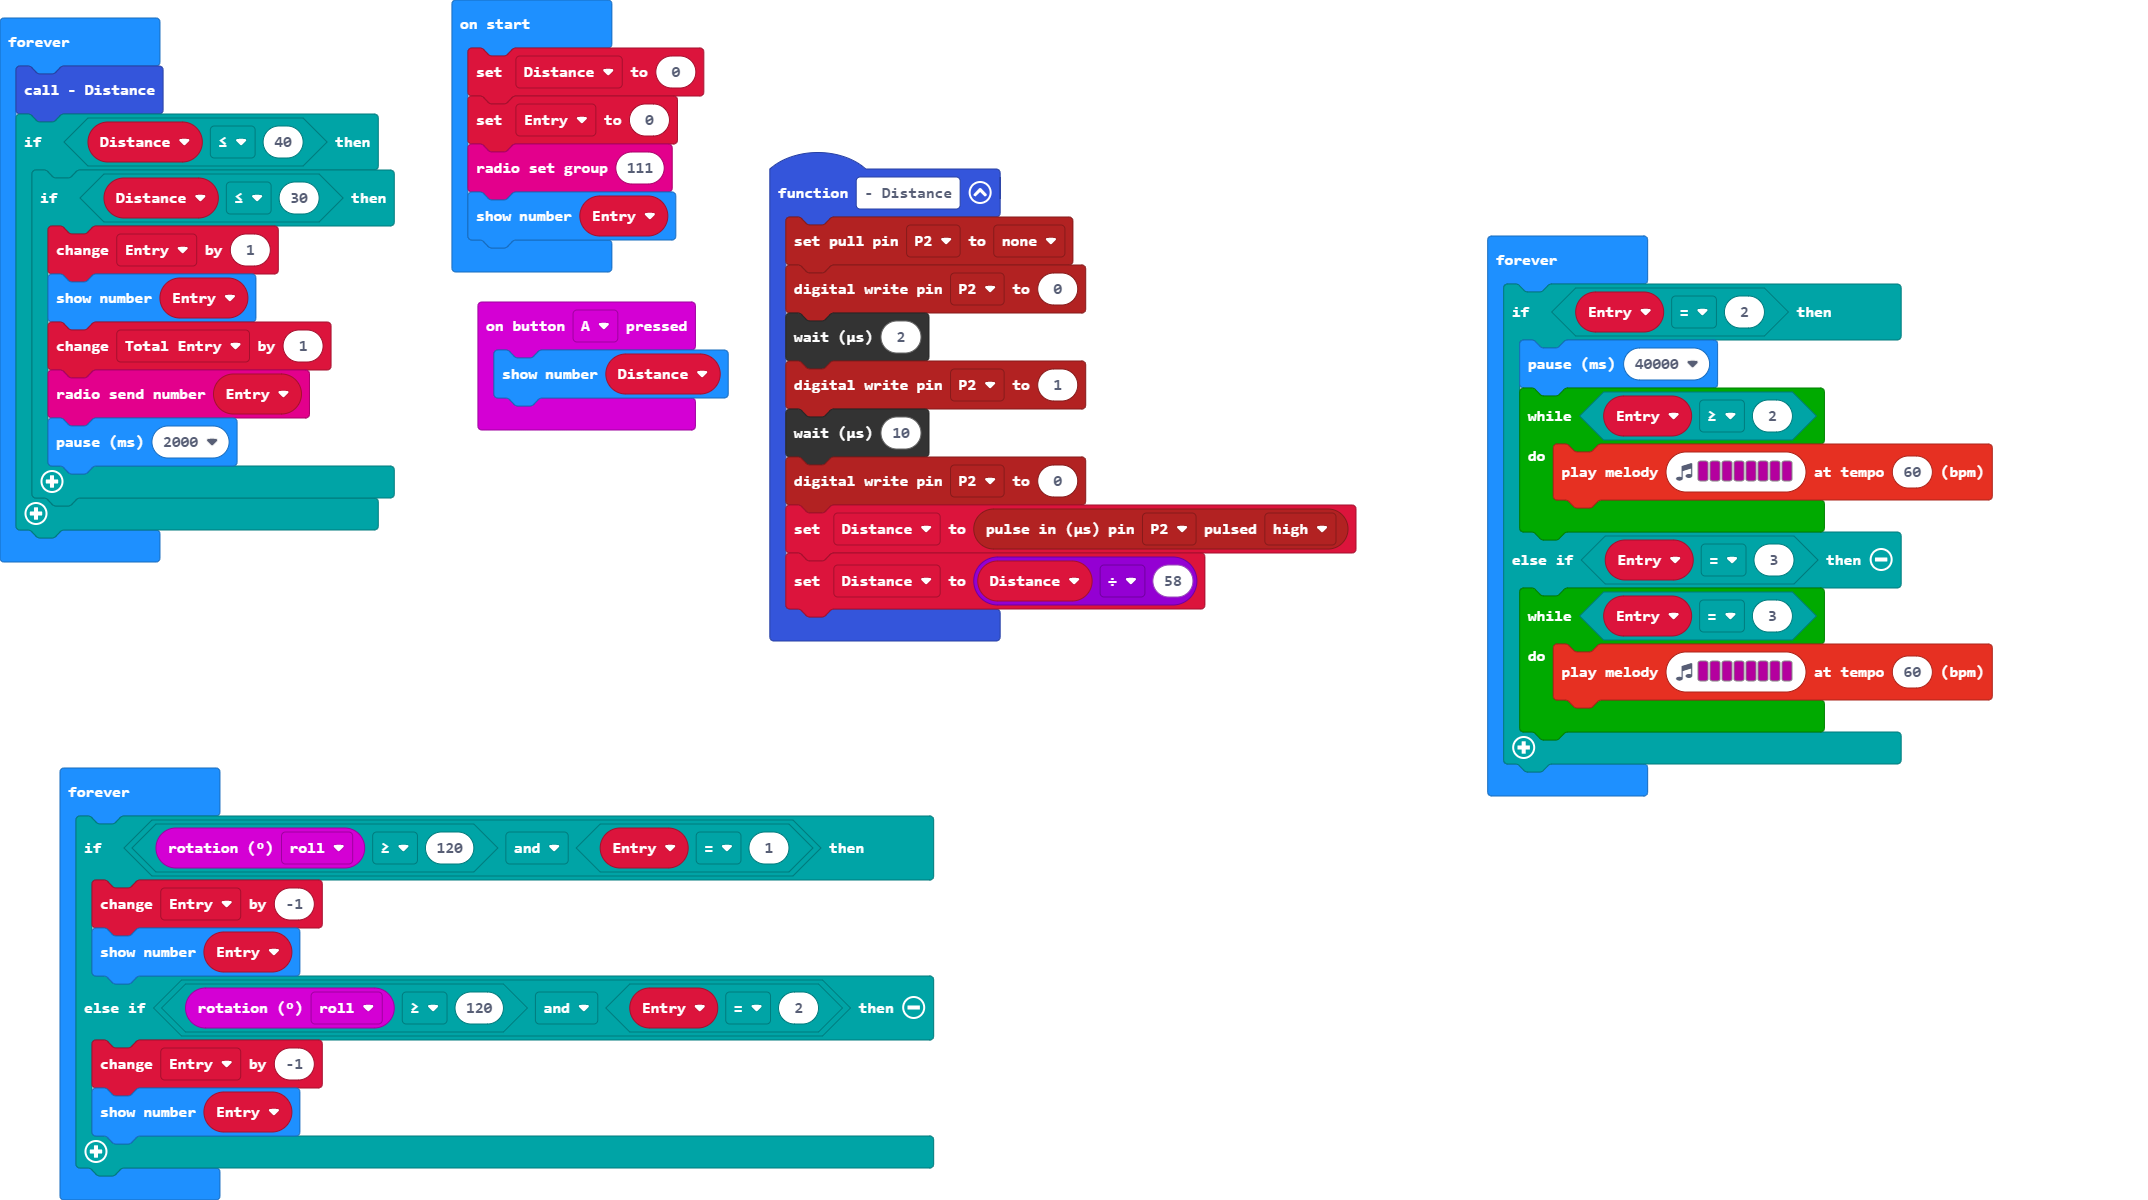 forever
call - Distance
if Distance ≤ 40 then
if Distance ≤ 30 then
change Entry by 1
show number Entry
change Total Entry by 1
radio send number Entry
pause (ms) 2000
on start
set Distance to 0
set Entry to 0
radio set group 111
show number Entry
on button A pressed
show number Distance
function - Distance
set pull pin P2 to none
digital write pin P2 to 0
wait (µs) 2
digital write pin P2 to 1
wait (µs) 10
digital write pin P2 to 0
set Distance to pulse in (µs) pin P2 pulsed high
set Distance to Distance ÷ 58
forever
if Entry = 2 then
pause (ms) 40000
while Entry ≥ 2
do play melody at tempo 60 (bpm)
else if Entry = 3 then
while Entry = 3
do play melody at tempo 60 (bpm)
forever
if rotation (º) roll ≥ 120 and Entry = 1 then
change Entry by -1
show number Entry
else if rotation (º) roll ≥ 120 and Entry = 2 then
change Entry by -1
show number Entry